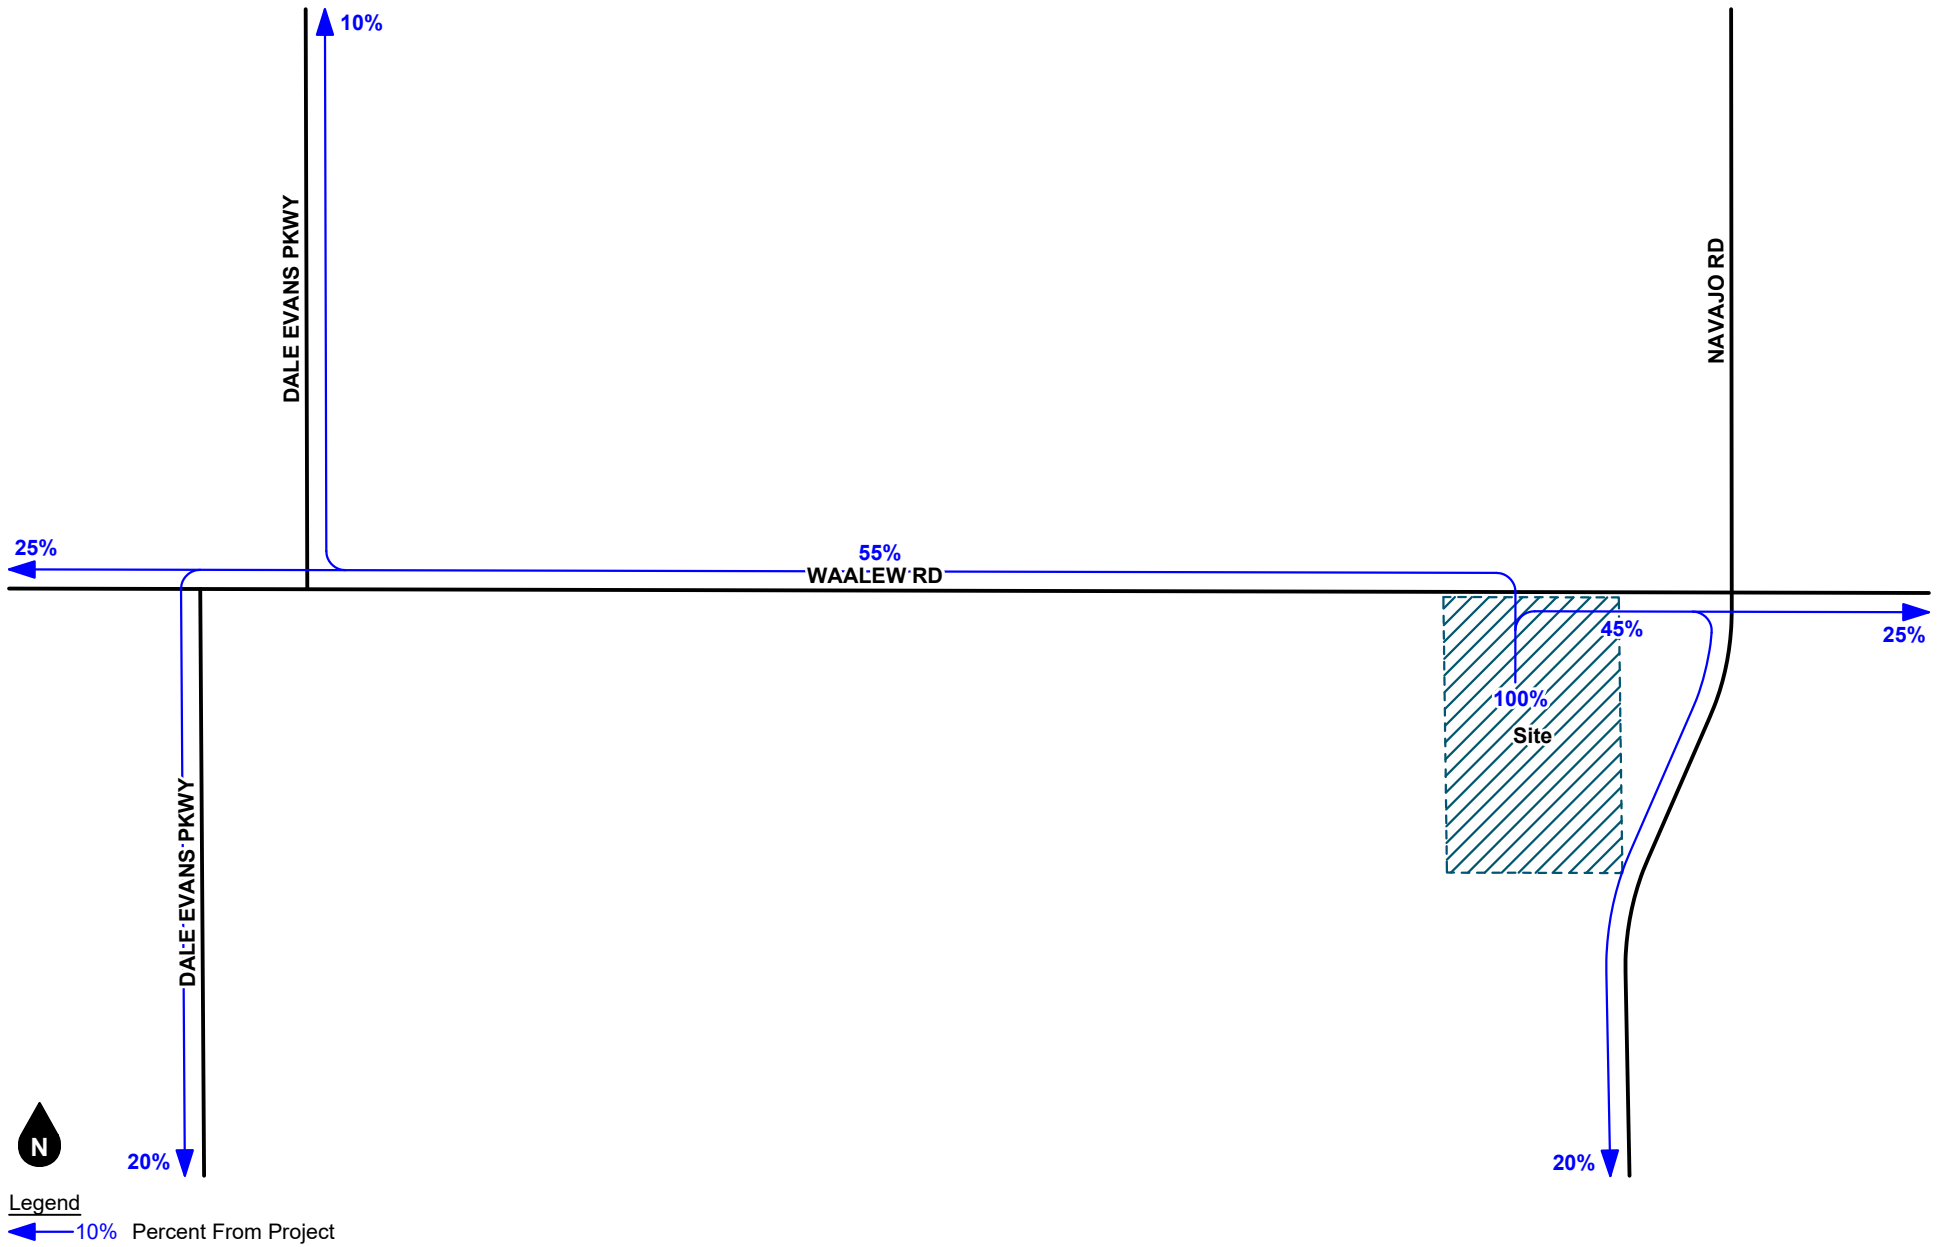 10%
DALE EVANS PKWY
NAVAJO RD
25%
55%
WAALEW RD
45%
25%
100%
Site
DALE EVANS PKWY
N
20%
20%
Legend
10% Percent From Project